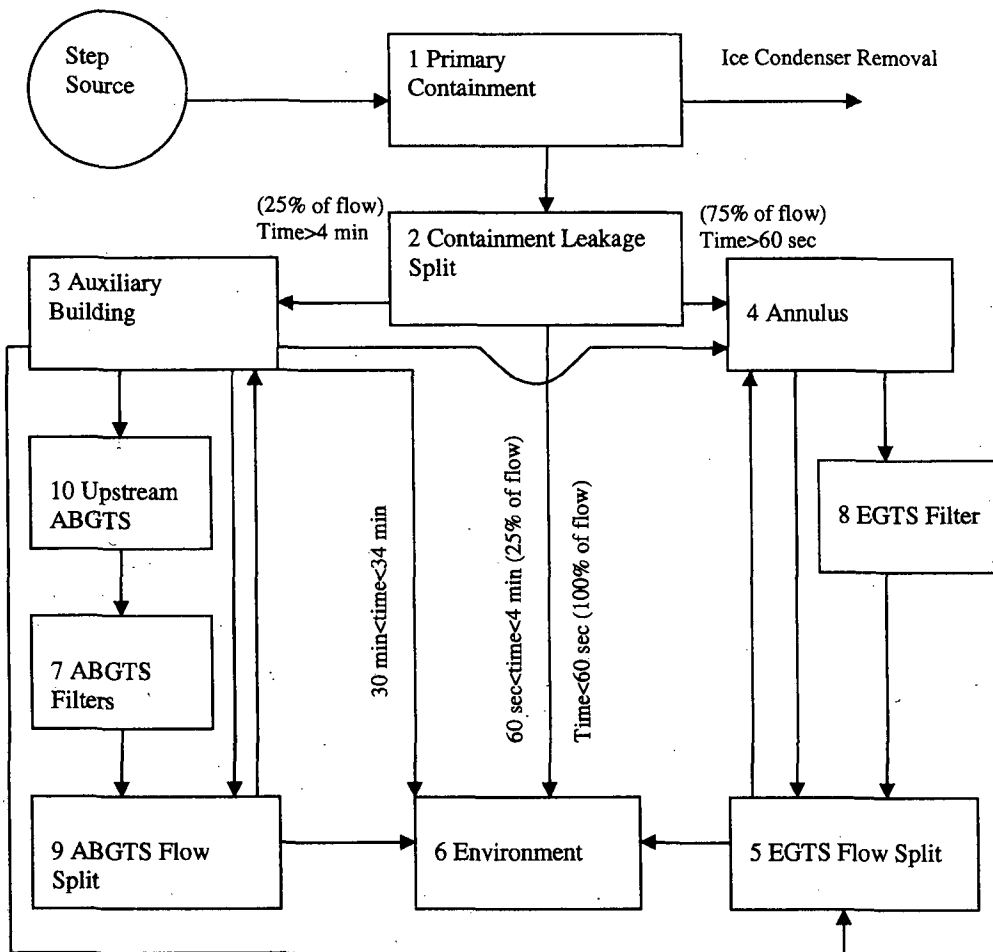 Step
Source
1 Primary
Containment
Ice Condenser Removal
(25% of flow)
Time>4 min
2 Containment Leakage
Split
(75% of flow)
Time>60 sec
3 Auxiliary
Building
4 Annulus
10 Upstream
ABGTS
8 EGTS Filter
30 min<time<34 min
60 sec<time<4 min (25% of flow)
Time<60 sec (100% of flow)
7 ABGTS
Filters
9 ABGTS Flow
Split
6 Environment
5 EGTS Flow Split